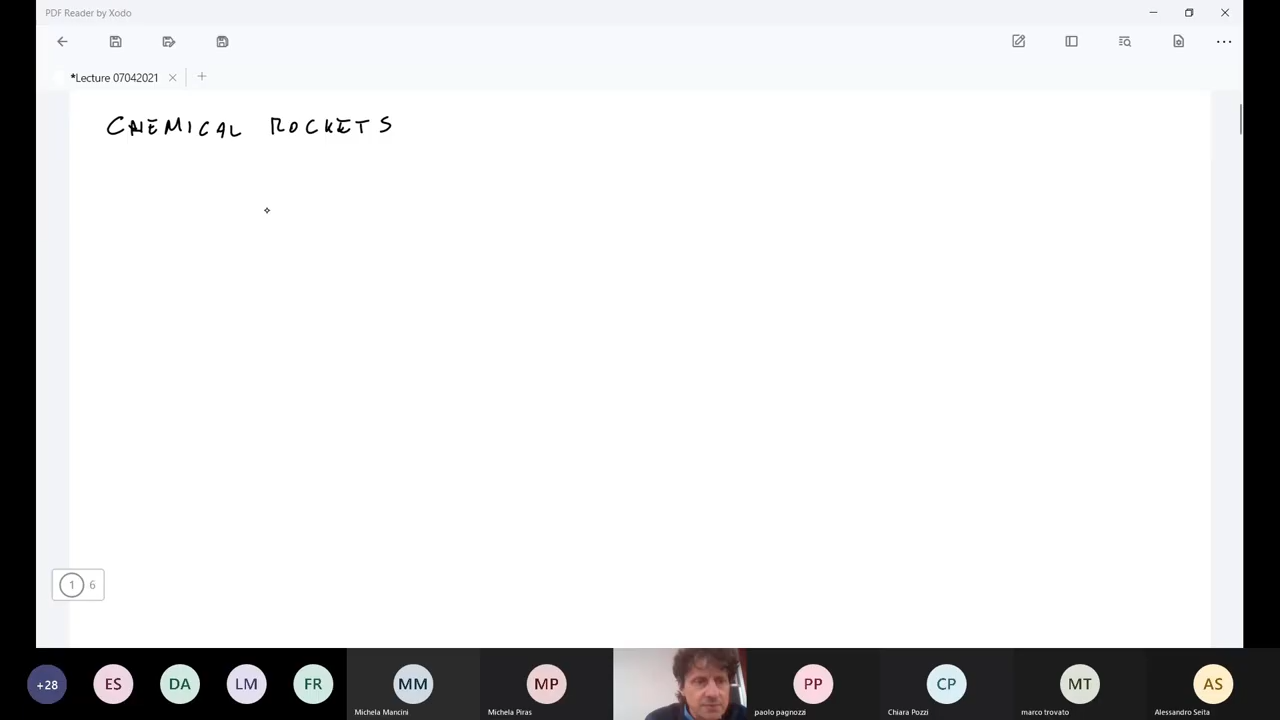 PDF Reader by Xodo
*Lecture 07042021
CHEMICAL ROCKETS
1 6
+28 ES DA LM FR MM MP PP CP MT AS
Michela Mancini Michela Piras paolo pagnozzi Chiara Pozzi marco trovato Alessandro Seita